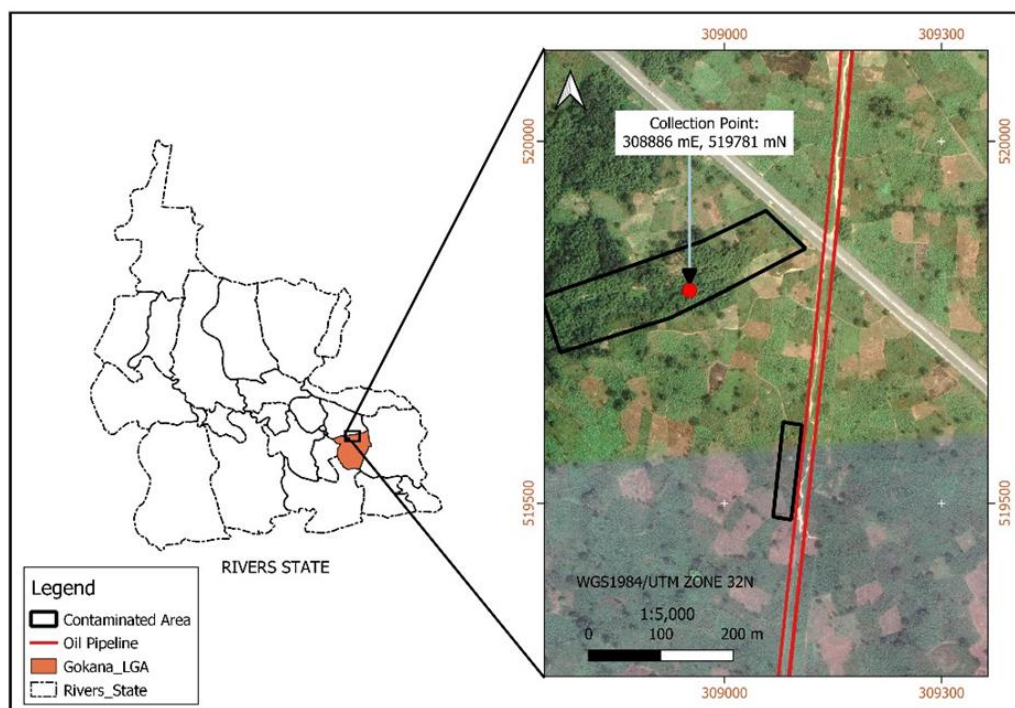 309000
309300
Collection Point:
308886 mE, 519781 mN
520000
520000
519500
519500
RIVERS STATE
WGS1984/UTM ZONE 32N
1:5,000
0
100
200 m
309000
309300
Legend
Contaminated Area
Oil Pipeline
Gokana_LGA
Rivers_State